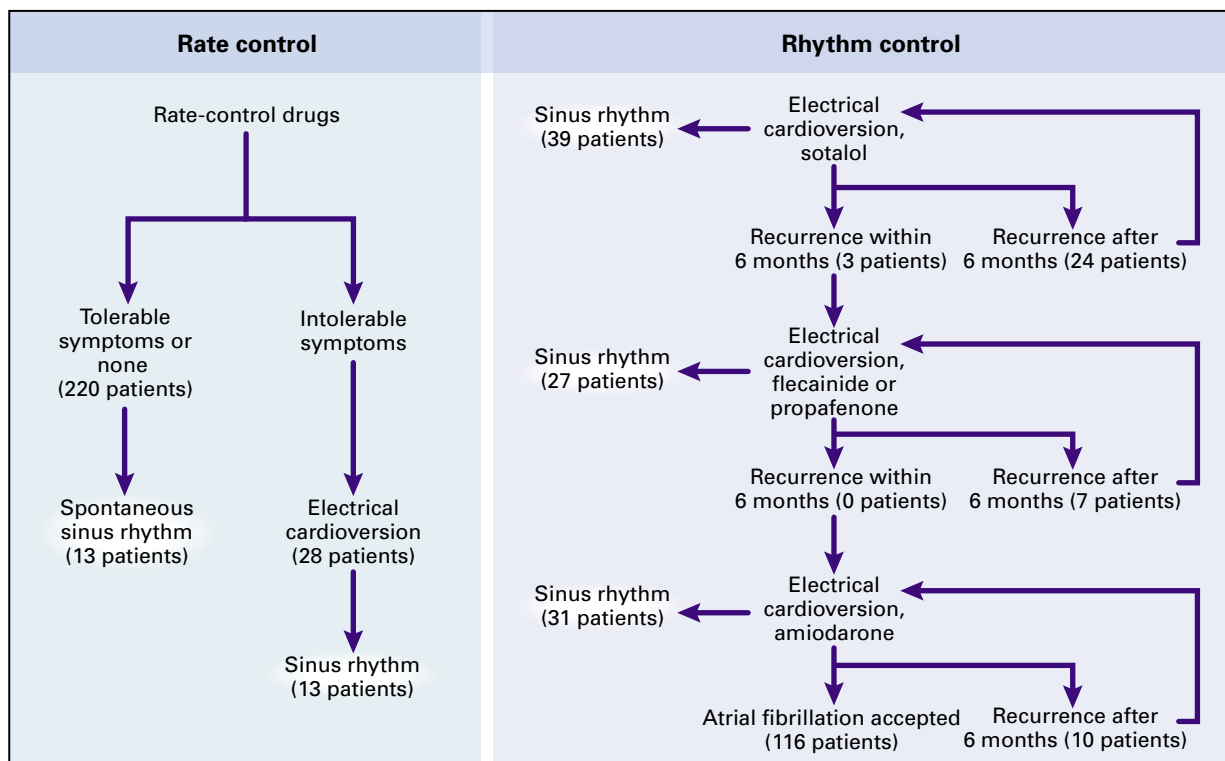 Rate control
Rate-control drugs
Tolerable
symptoms or
none
(220 patients)
Intolerable
symptoms
Spontaneous
sinus rhythm
(13 patients)
Electrical
cardioversion
(28 patients)
Sinus rhythm
(13 patients)
Rhythm control
Sinus rhythm
(39 patients)
Electrical
cardioversion,
sotalol
Recurrence within
6 months (3 patients)
Recurrence after
6 months (24 patients)
Sinus rhythm
(27 patients)
Electrical
cardioversion,
flecainide or
propafenone
Recurrence within
6 months (0 patients)
Recurrence after
6 months (7 patients)
Sinus rhythm
(31 patients)
Electrical
cardioversion,
amiodarone
Atrial fibrillation accepted
(116 patients)
Recurrence after
6 months (10 patients)